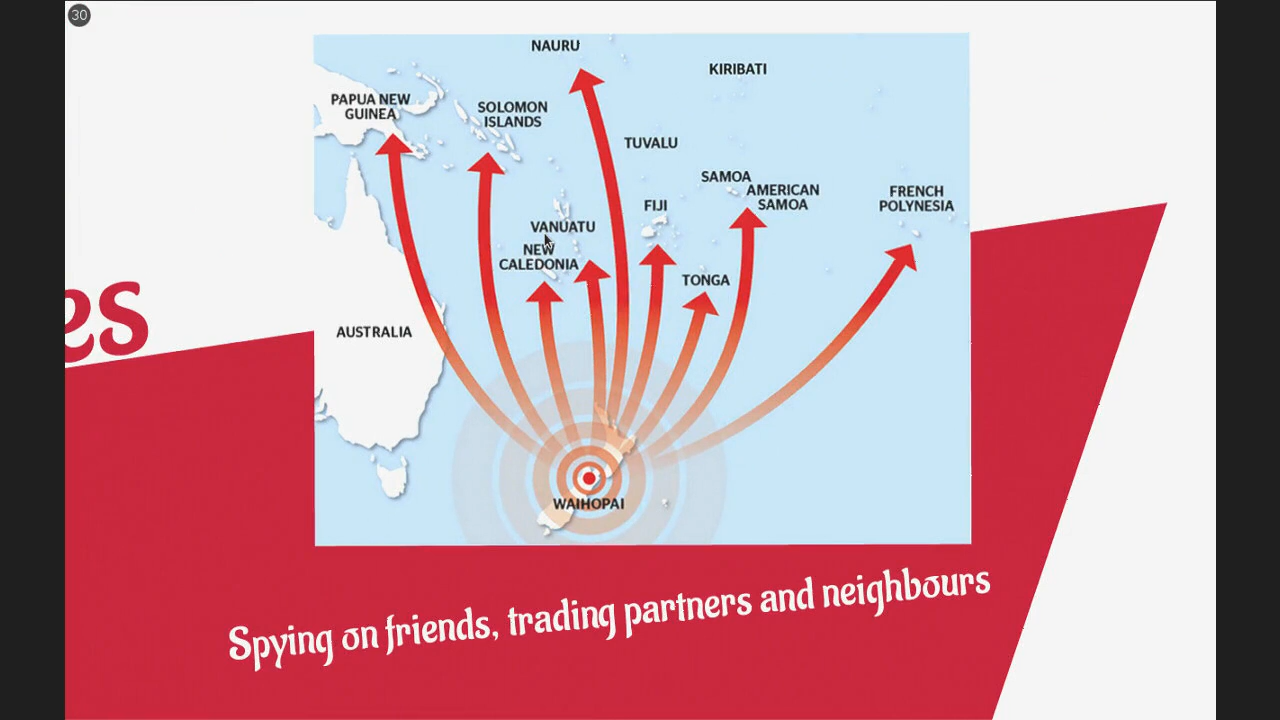 30
NAURU
KIRIBATI
PAPUA NEW
GUINEA
SOLOMON
ISLANDS
TUVALU
SAMOA
AMERICAN
SAMOA
FRENCH
POLYNESIA
FIJI
VANUATU
NEW
CALEDONIA
TONGA
AUSTRALIA
es
WAIHOPAI
Spying on friends, trading partners and neighbours